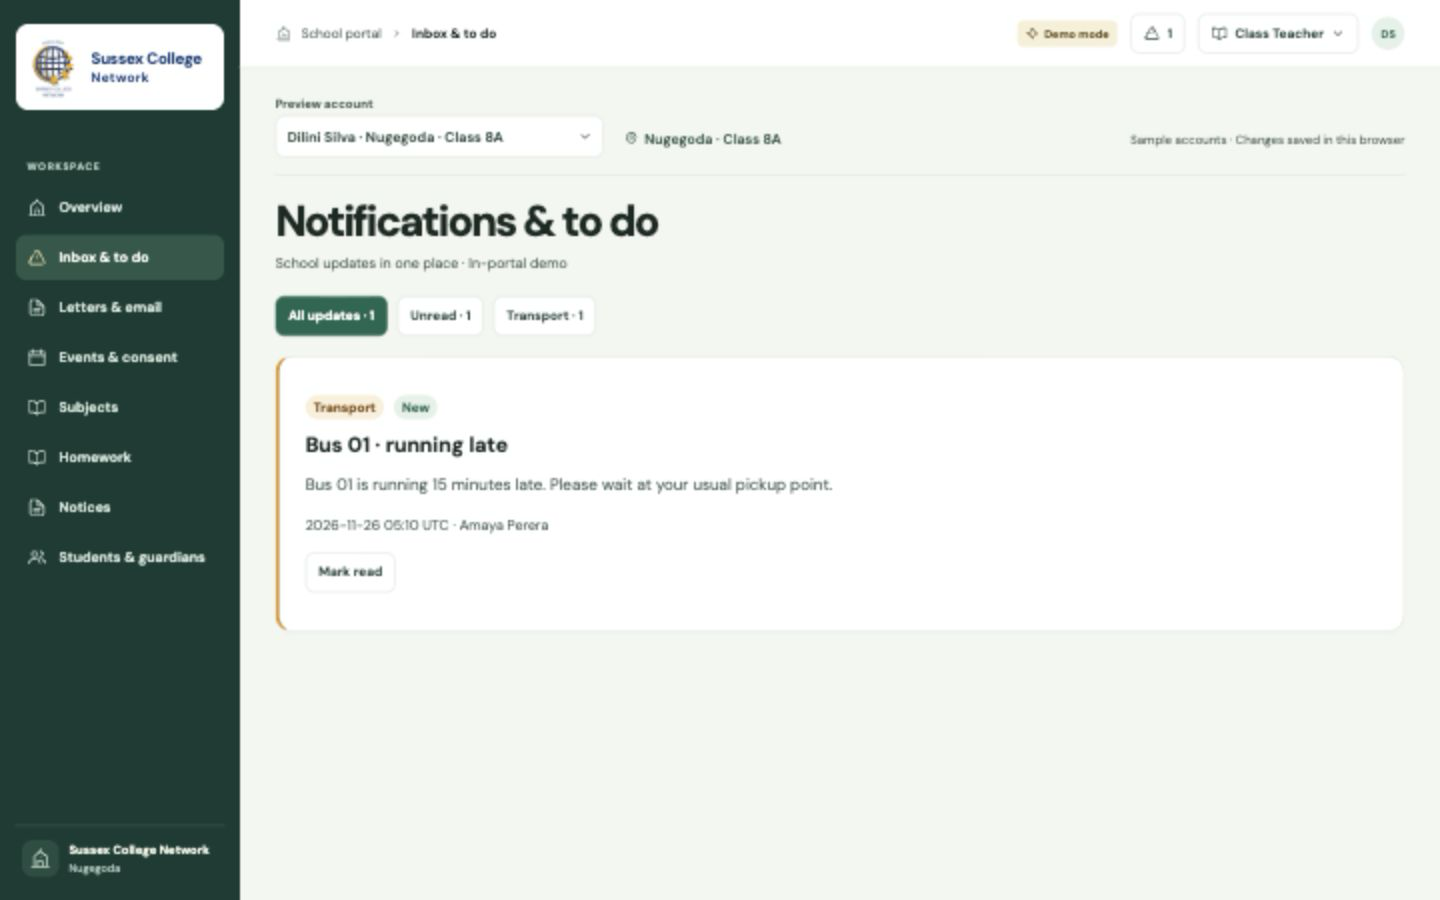 Sussex College
Network
WORKSPACE
Overview
Inbox & to do
Letters & email
Events & consent
Subjects
Homework
Notices
Students & guardians
Sussex College Network
Nugegoda
School portal > Inbox & to do
Demo mode
1
Class Teacher
DS
Preview account
Dilini Silva · Nugegoda · Class 8A
Nugegoda · Class 8A
Sample accounts · Changes saved in this browser
Notifications & to do
School updates in one place · In-portal demo
All updates · 1
Unread · 1
Transport · 1
Transport
New
Bus 01 · running late
Bus 01 is running 15 minutes late. Please wait at your usual pickup point.
2026-11-26 05:10 UTC · Amaya Perera
Mark read